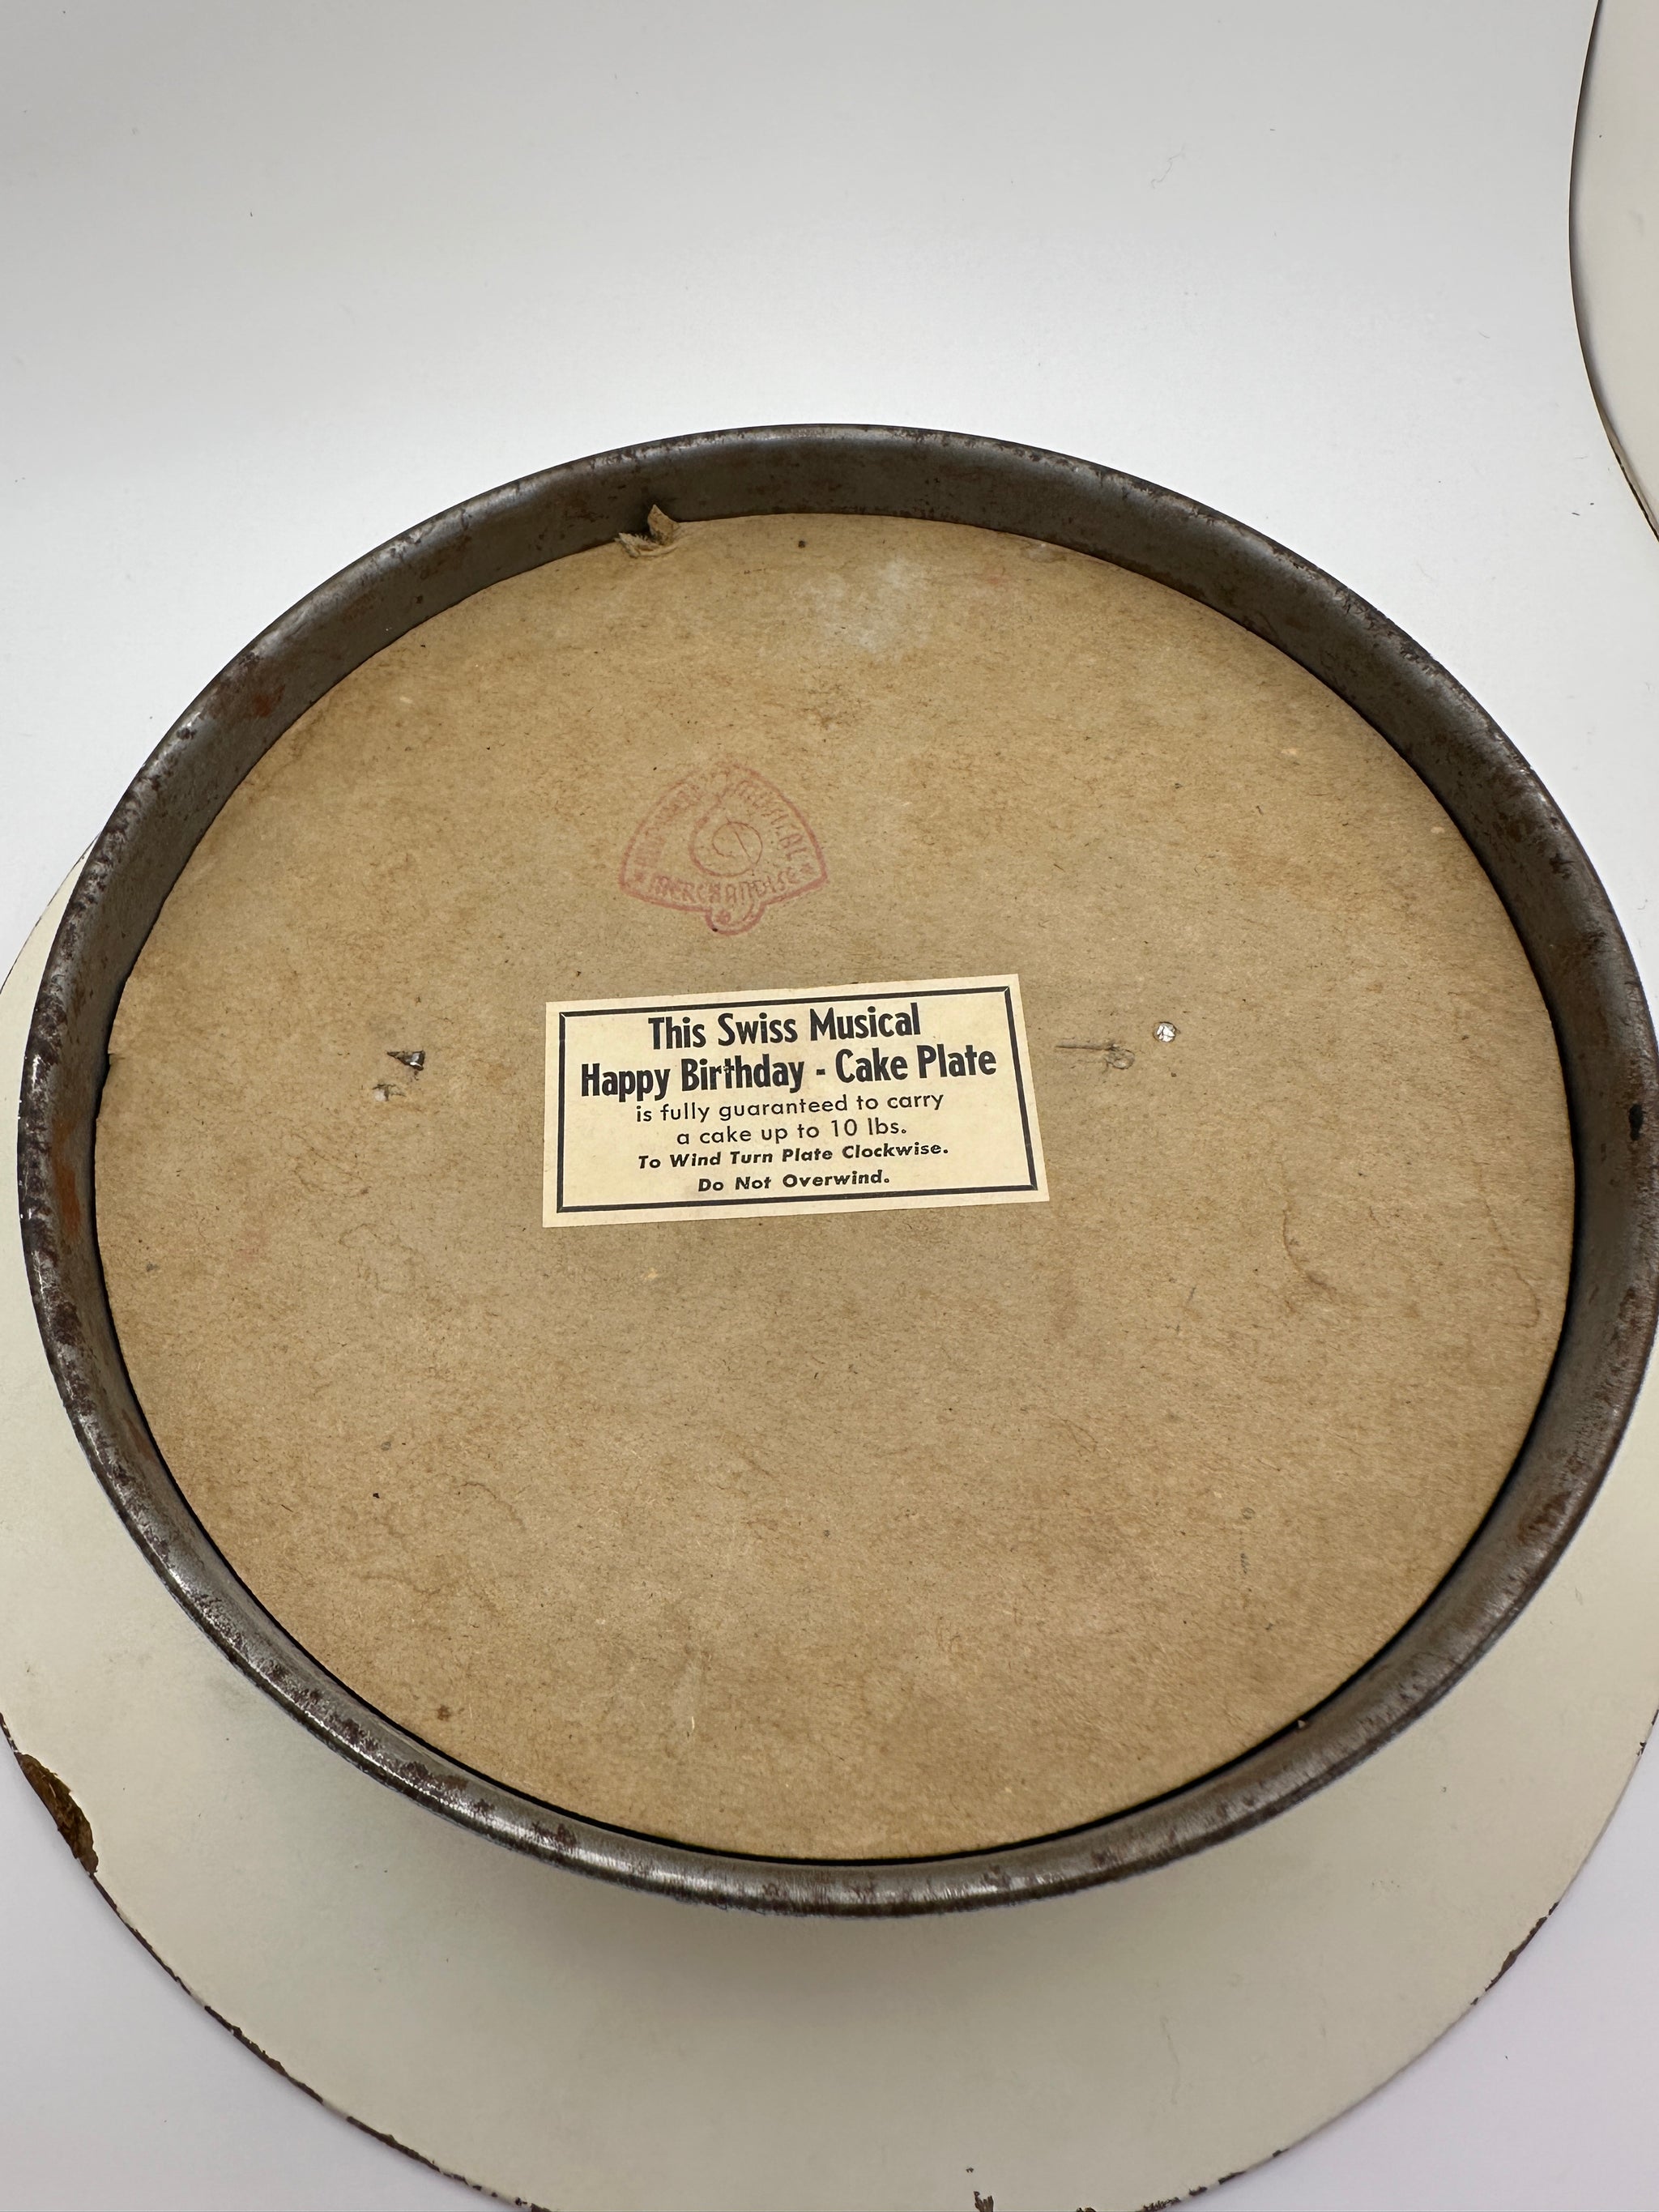 MUSICAL
MERCHANDISE
This Swiss Musical
Happy Birthday - Cake Plate
is fully guaranteed to carry
a cake up to 10 lbs.
To Wind Turn Plate Clockwise.
Do Not Overwind.